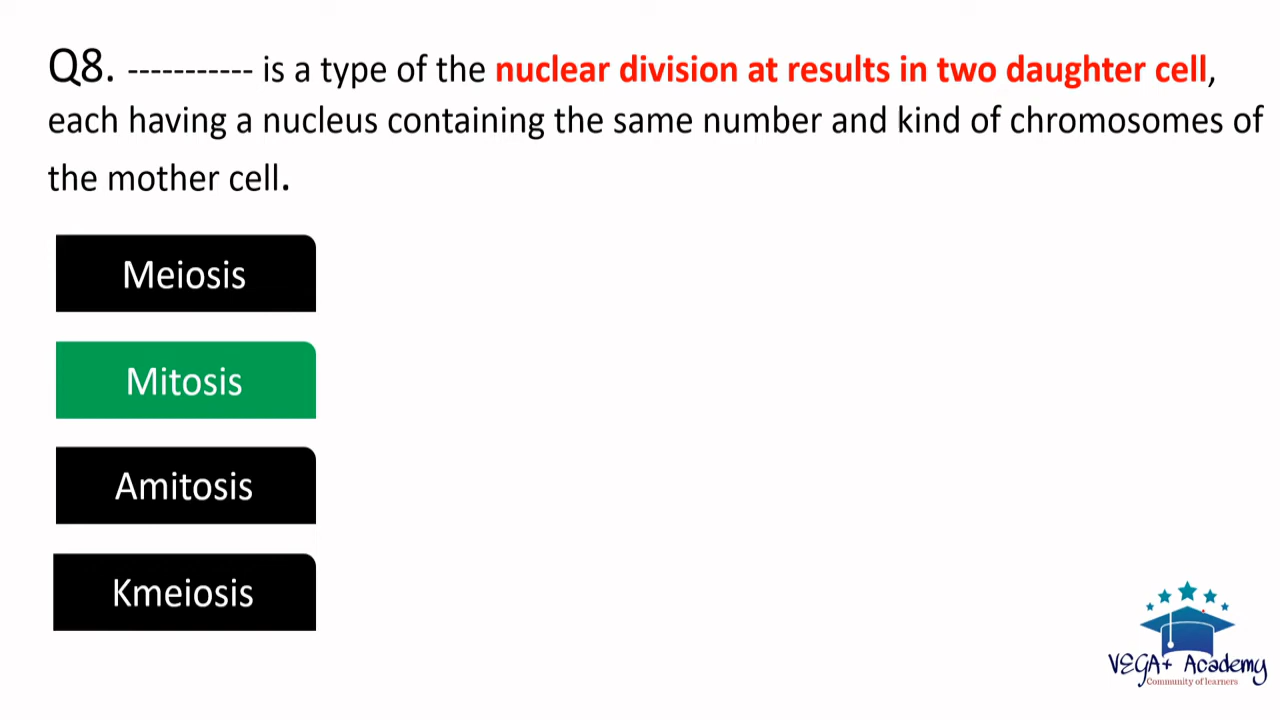 Q8. ----------- is a type of the nuclear division at results in two daughter cell,
each having a nucleus containing the same number and kind of chromosomes of
the mother cell.
Meiosis
Mitosis
Amitosis
Kmeiosis
VEGA+ Academy
Community of learners